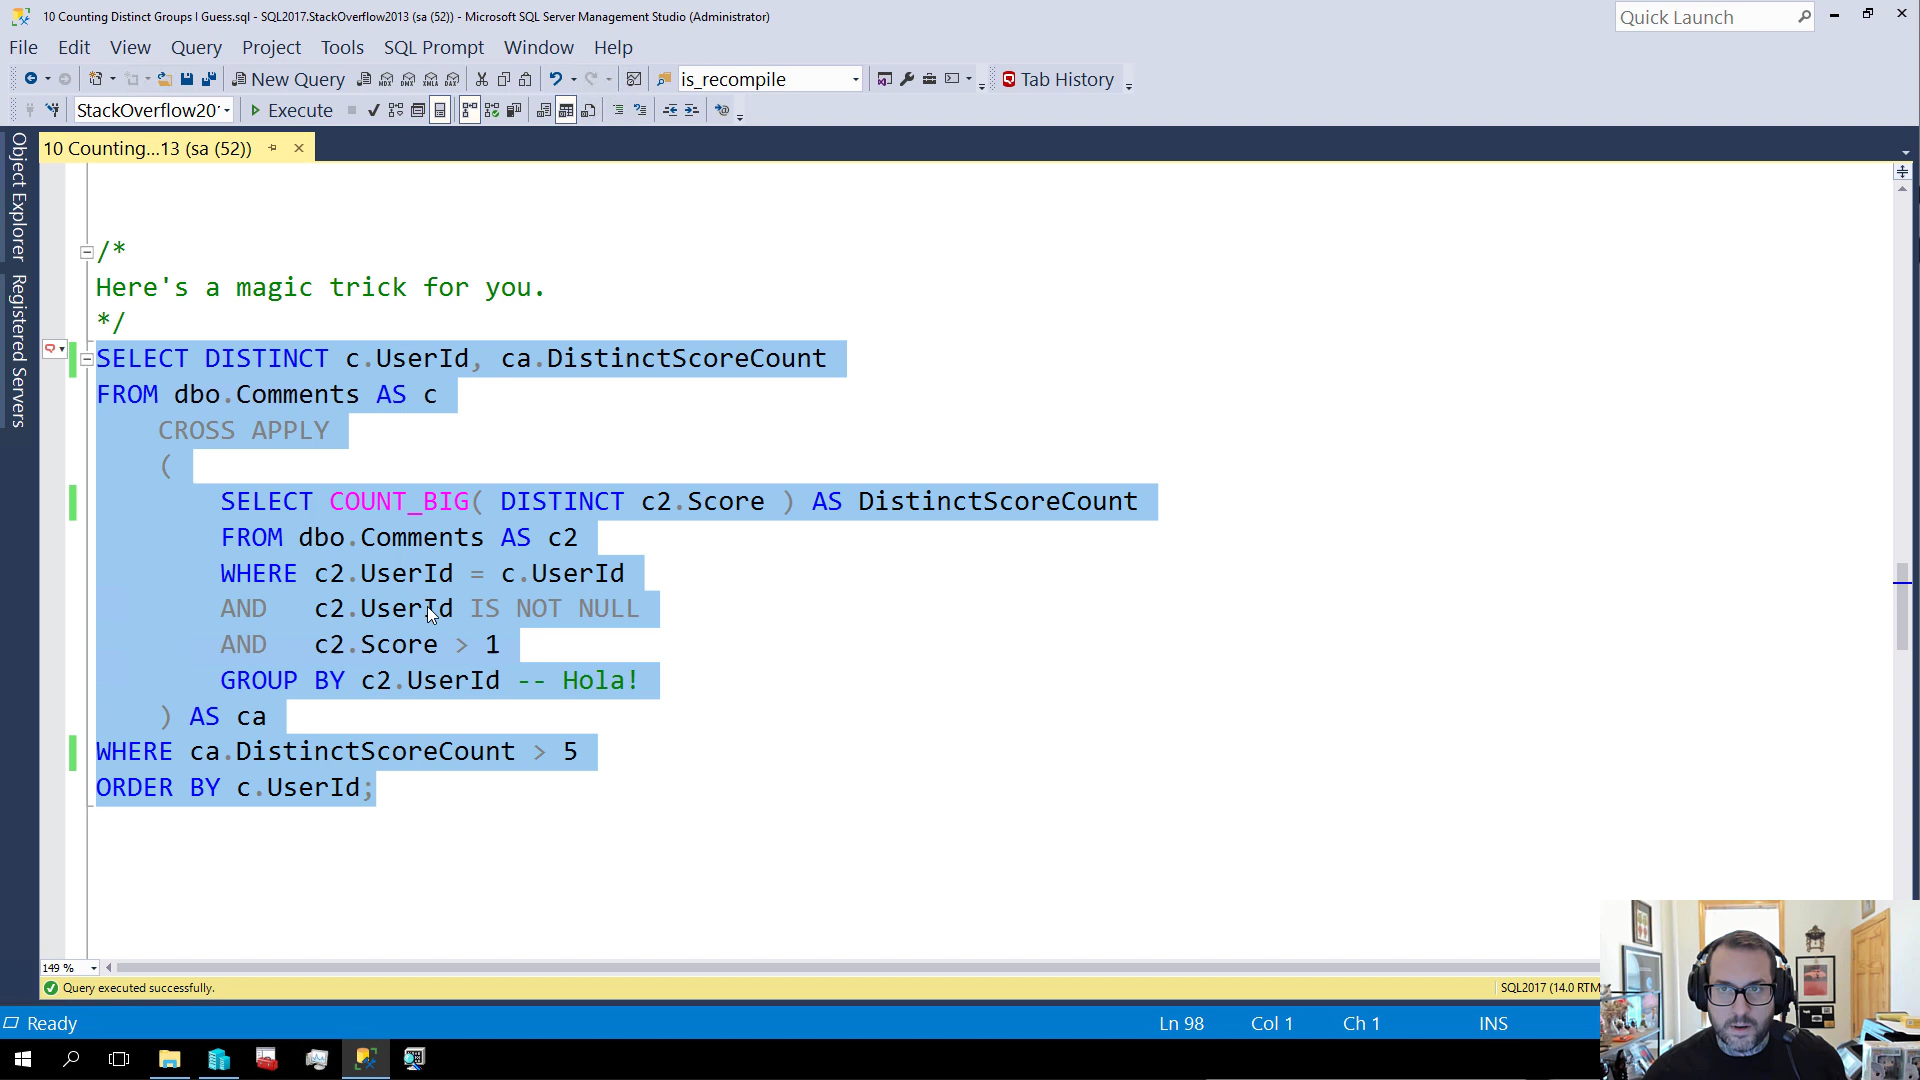 10 Counting Distinct Groups I Guess.sql - SQL2017.StackOverflow2013 (sa (52)) - Microsoft SQL Server Management Studio (Administrator)
Quick Launch
File Edit View Query Project Tools SQL Prompt Window Help
New Query
is_recompile
Tab History
StackOverflow20
Execute
10 Counting...13 (sa (52))
Object Explorer
Registered Servers
/*
Here's a magic trick for you.
*/
SELECT DISTINCT c.UserId, ca.DistinctScoreCount
FROM dbo.Comments AS c
CROSS APPLY
(
SELECT COUNT_BIG( DISTINCT c2.Score ) AS DistinctScoreCount
FROM dbo.Comments AS c2
WHERE c2.UserId = c.UserId
AND c2.UserId IS NOT NULL
AND c2.Score > 1
GROUP BY c2.UserId -- Hola!
) AS ca
WHERE ca.DistinctScoreCount > 5
ORDER BY c.UserId;
149 %
Query executed successfully.
SQL2017 (14.0 RTM
Ready
Ln 98 Col 1 Ch 1 INS